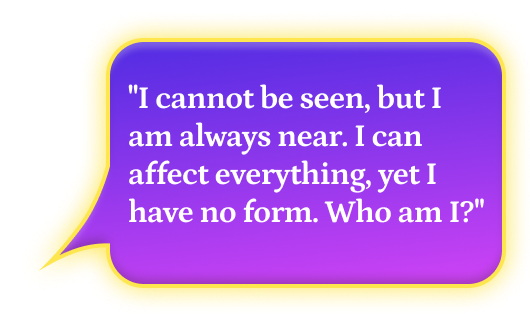 "I cannot be seen, but I
am always near. I can
affect everything, yet I
have no form. Who am I?"